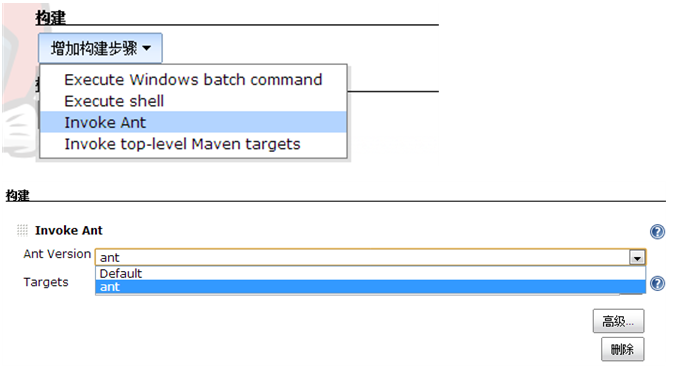 构建
增加构建步骤
Execute Windows batch command
Execute shell
Invoke Ant
Invoke top-level Maven targets
构建
Invoke Ant
Ant Version
ant
Default
Targets
ant
高级...
删除